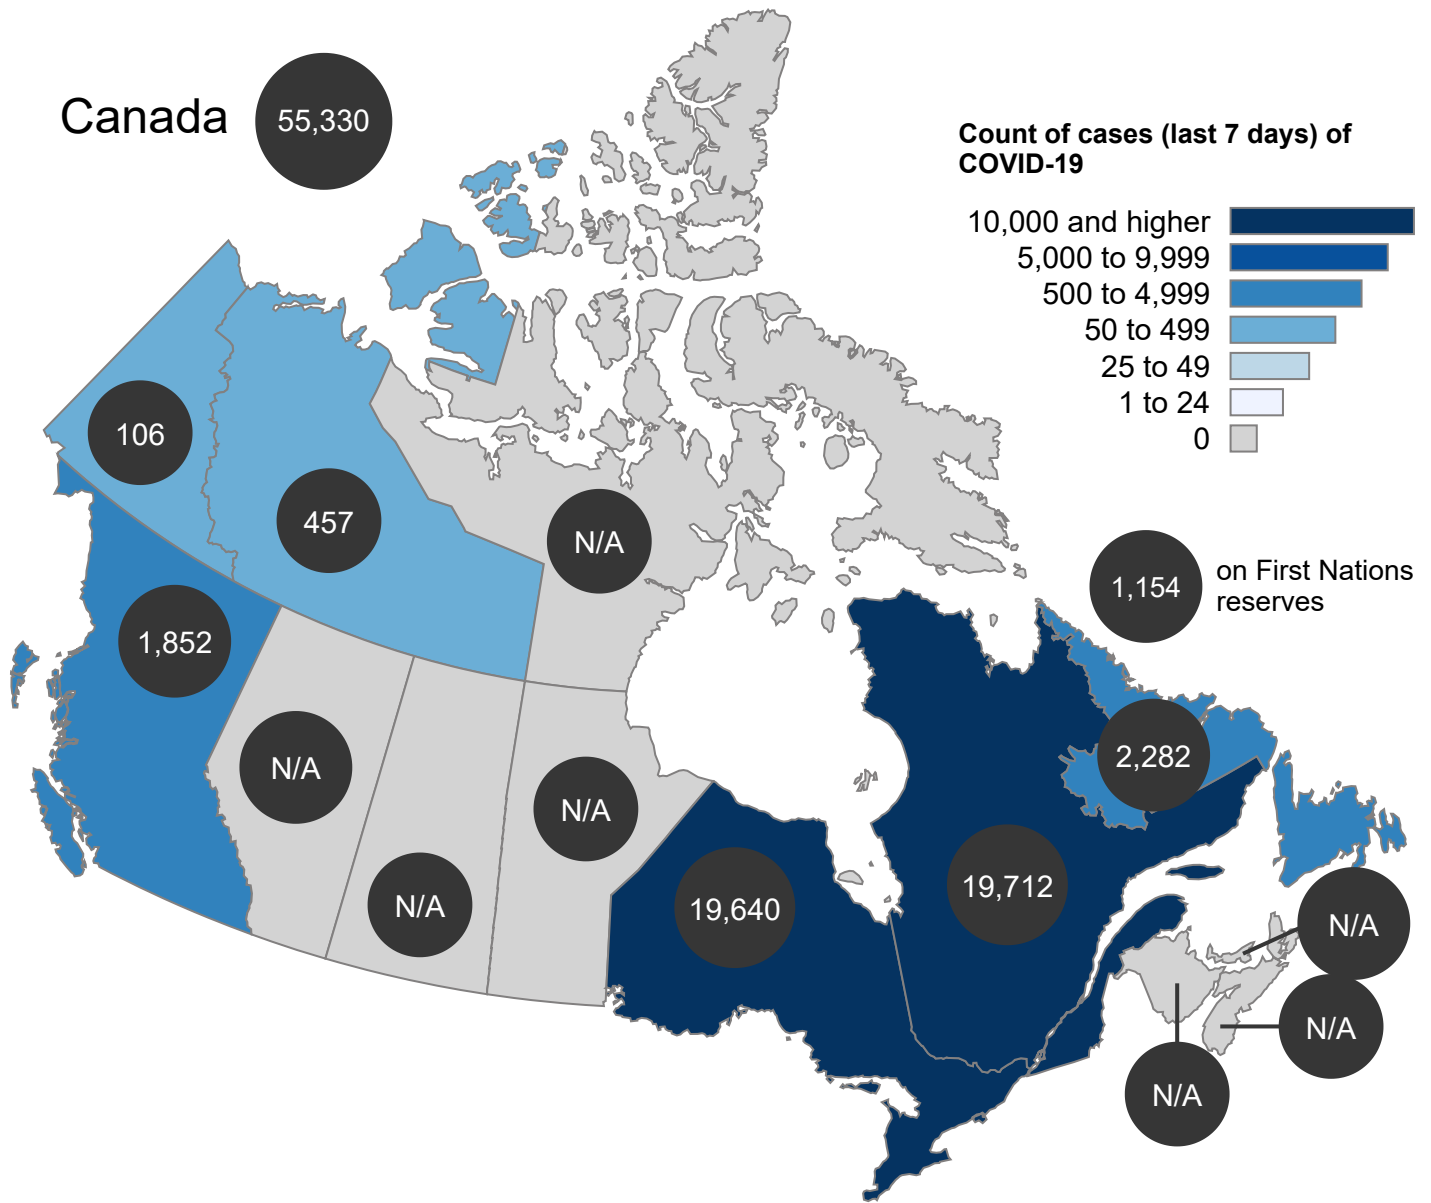 Canada
55,330
Count of cases (last 7 days) of
COVID-19
10,000 and higher
5,000 to 9,999
500 to 4,999
50 to 499
25 to 49
1 to 24
0
106
457
N/A
1,154
on First Nations
reserves
1,852
N/A
N/A
N/A
2,282
19,640
19,712
N/A
N/A
N/A